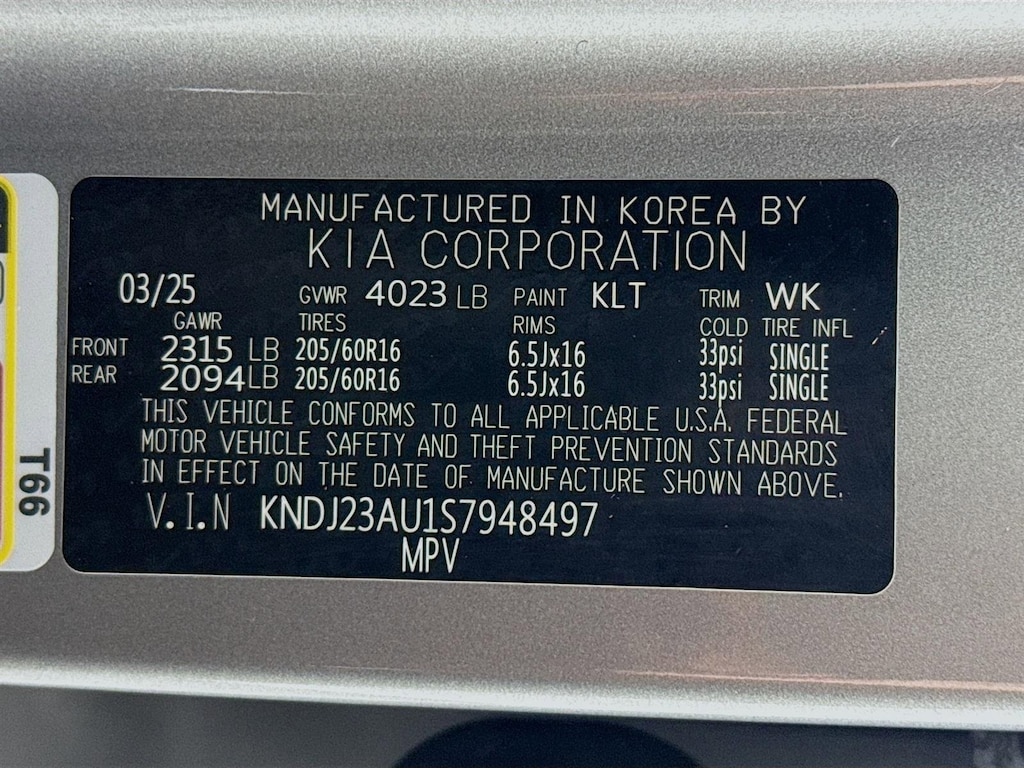 MANUFACTURED IN KOREA BY
KIA CORPORATION
03/25 GVWR 4023 LB PAINT KLT TRIM WK
GAWR TIRES RIMS COLD TIRE INFL
FRONT 2315 LB 205/60R16 6.5Jx16 33psi SINGLE
REAR 2094 LB 205/60R16 6.5Jx16 33psi SINGLE
THIS VEHICLE CONFORMS TO ALL APPLICABLE U.S.A. FEDERAL
MOTOR VEHICLE SAFETY AND THEFT PREVENTION STANDARDS
IN EFFECT ON THE DATE OF MANUFACTURE SHOWN ABOVE.
V.I.N KNDJ23AU1S7948497
MPV
T66